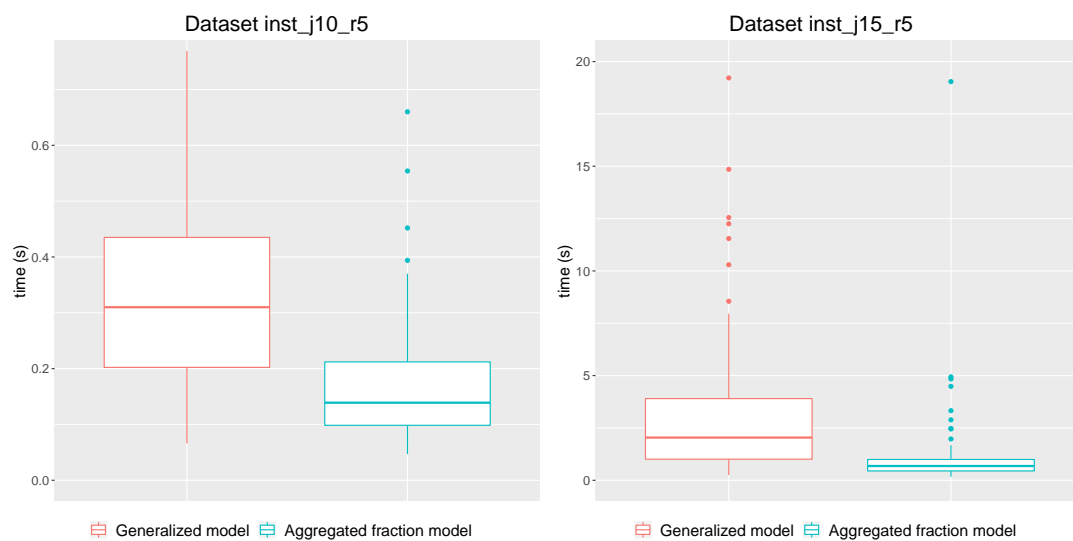 Dataset inst_j10_r5
time (s)
0.6
0.4
0.2
0.0
Generalized model
Aggregated fraction model
Dataset inst_j15_r5
time (s)
20
15
10
5
0
Generalized model
Aggregated fraction model